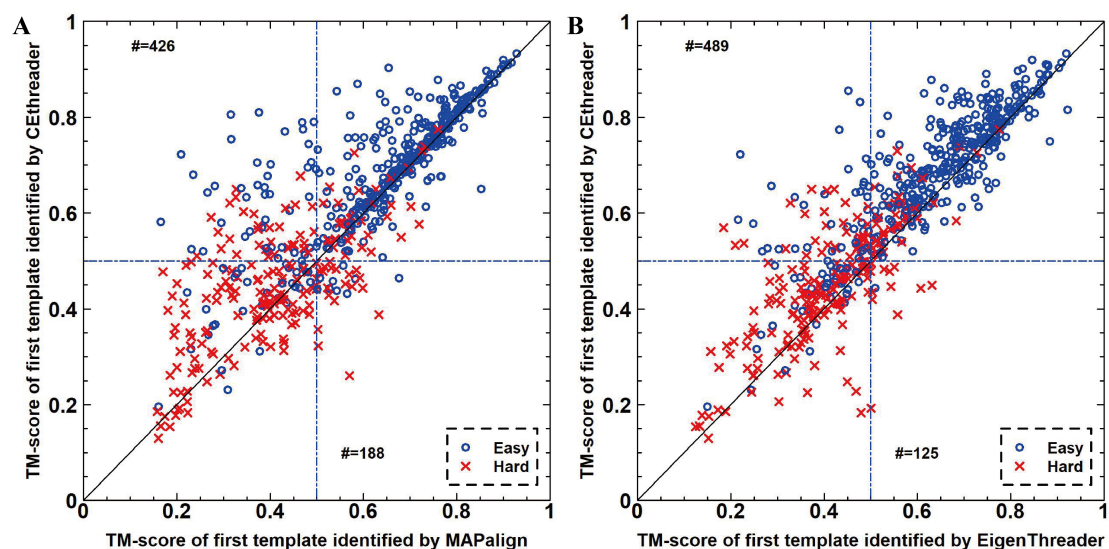 A
TM-score of first template identified by CEthreader
1
0.8
0.6
0.4
0.2
0
#=426
#=188
Easy
Hard
0
0.2
0.4
0.6
0.8
1
TM-score of first template identified by MAPalign
B
TM-score of first template identified by CEthreader
1
0.8
0.6
0.4
0.2
0
#=489
#=125
Easy
Hard
0
0.2
0.4
0.6
0.8
1
TM-score of first template identified by EigenThreader